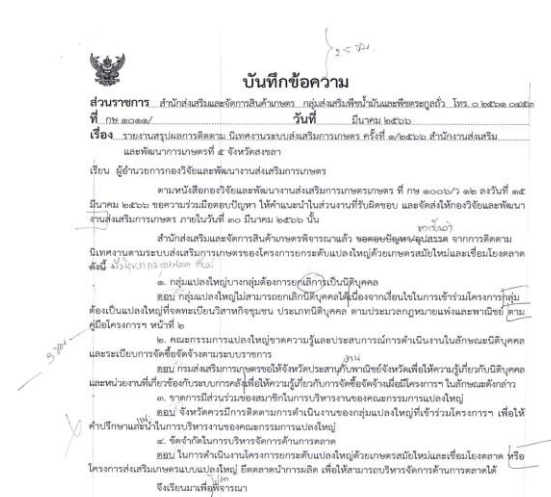 25 ซม.
บันทึกข้อความ
ส่วนราชการ สำนักส่งเสริมและจัดการสินค้าเกษตร กลุ่มส่งเสริมพืชน้ำมันและพืชตระกูลถั่ว โทร. ๐ ๒๕๖๑ ๐๔๕๓
ที่ กษ ๑๐๑๑/ วันที่ มีนาคม ๒๕๖๖
เรื่อง รายงานสรุปผลการติดตาม นิเทศงานระบบส่งเสริมการเกษตร ครั้งที่ ๑/๒๕๖๖ สำนักงานส่งเสริม
และพัฒนาการเกษตรที่ ๕ จังหวัดสงขลา
เรียน ผู้อำนวยการกองวิจัยและพัฒนางานส่งเสริมการเกษตร
ตามหนังสือกองวิจัยและพัฒนางานส่งเสริมการเกษตรเกษตร ที่ กษ ๑๐๐๖/ว ๑๒ ลงวันที่ ๑๕
มีนาคม ๒๕๖๖ ขอความร่วมมือตอบปัญหา ให้คำแนะนำในส่วนงานที่รับผิดชอบ และจัดส่งให้กองวิจัยและพัฒนา
งานส่งเสริมการเกษตร ภายในวันที่ ๓๐ มีนาคม ๒๕๖๖ นั้น
สำนักส่งเสริมและจัดการสินค้าเกษตรพิจารณาแล้ว ขอตอบปัญหา/อุปสรรค จากการติดตาม
นิเทศงานตามระบบส่งเสริมการเกษตรของโครงการยกระดับแปลงใหญ่ด้วยเกษตรสมัยใหม่และเชื่อมโยงตลาด
ดังนี้
๑. กลุ่มแปลงใหญ่บางกลุ่มต้องการยกเลิกการเป็นนิติบุคคล
ตอบ กลุ่มแปลงใหญ่ไม่สามารถยกเลิกนิติบุคคลได้เนื่องจากเงื่อนไขในการเข้าร่วมโครงการกลุ่ม
ต้องเป็นแปลงใหญ่ที่จดทะเบียนวิสาหกิจชุมชน ประเภทนิติบุคคล ตามประมวลกฎหมายแพ่งและพาณิชย์ ตาม
คู่มือโครงการฯ หน้าที่ ๒
๒. คณะกรรมการแปลงใหญ่ขาดความรู้และประสบการณ์การดำเนินงานในลักษณะนิติบุคคล
และระเบียบการจัดซื้อจัดจ้างตามระบบราชการ
ตอบ กรมส่งเสริมการเกษตรขอให้จังหวัดประสานกับพาณิชย์จังหวัดเพื่อให้ความรู้เกี่ยวกับนิติบุคคล
และหน่วยงานที่เกี่ยวข้องกับระบบการคลังเพื่อให้ความรู้เกี่ยวกับการจัดซื้อจัดจ้างเมื่อมีโครงการฯ ในลักษณะดังกล่าว
๓. ขาดการมีส่วนร่วมของสมาชิกในการบริหารงานของคณะกรรมการแปลงใหญ่
ตอบ จังหวัดควรมีการติดตามการดำเนินงานของกลุ่มแปลงใหญ่ที่เข้าร่วมโครงการฯ เพื่อให้
คำปรึกษาและนำในการบริหารงานของคณะกรรมการแปลงใหญ่
๔. ข้อจำกัดในการบริหารจัดการด้านการตลาด
ตอบ ในการดำเนินงานโครงการยกระดับแปลงใหญ่ด้วยเกษตรสมัยใหม่และเชื่อมโยงตลาด หรือ
โครงการส่งเสริมเกษตรแบบแปลงใหญ่ ยึดตลาดนำการผลิต เพื่อให้สามารถบริหารจัดการด้านการตลาดได้
จึงเรียนมาเพื่อพิจารณา